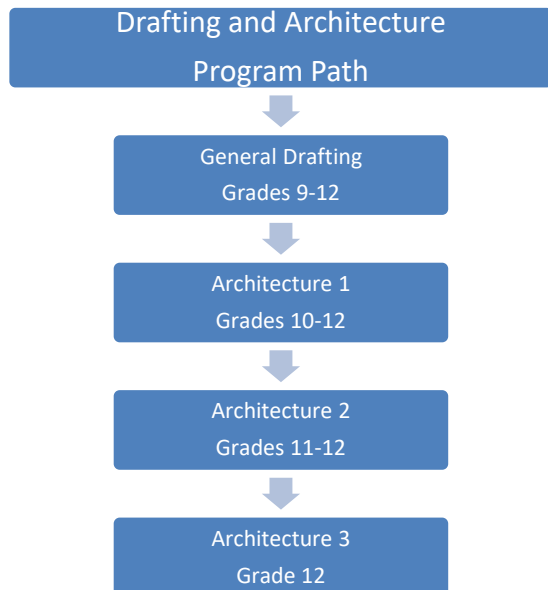 Drafting and Architecture
Program Path
General Drafting
Grades 9-12
Architecture 1
Grades 10-12
Architecture 2
Grades 11-12
Architecture 3
Grade 12